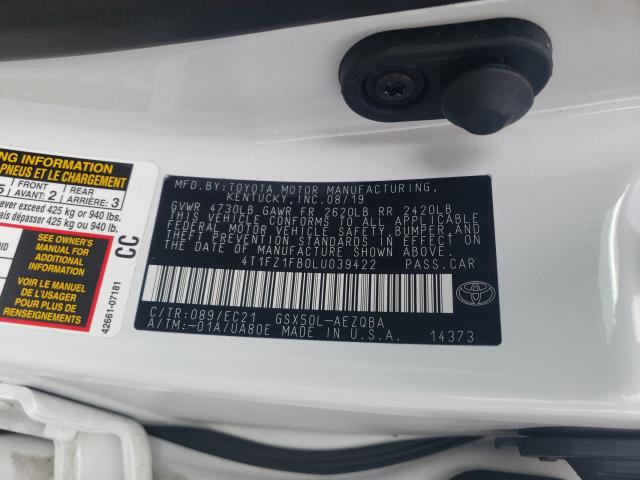 NG INFORMATION
PNEUS ET LE CHARGEMENT
5 FRONT AVANT: 2 REAR ARRIÈRE: 3
never exceed 425 kg or 940 lbs.
dépasser 425 kg ou 940 lb.
SEE OWNER'S
MANUAL FOR
ADDITIONAL
INFORMATION
VOIR LE MANUEL
DE L'USAGER
POUR PLUS DE
RENSEIGNEMENTS
CC
42661-07181
MFD.BY:TOYOTA MOTOR MANUFACTURING,
KENTUCKY,INC.08/19
GVWR 4730LB GAWR FR 2620LB RR 2420LB
THIS VEHICLE CONFORMS TO ALL APPLICABLE
FEDERAL MOTOR VEHICLE SAFETY,BUMPER,AND
THEFT PREVENTION STANDARDS IN EFFECT ON
THE DATE OF MANUFACTURE SHOWN ABOVE.
4T1FZ1FB0LU039422 PASS.CAR
C/TR:089/EC21 GSX50L-AEZQBA
A/TM:-01A/UA80E MADE IN U.S.A. 14373
TOYOTA